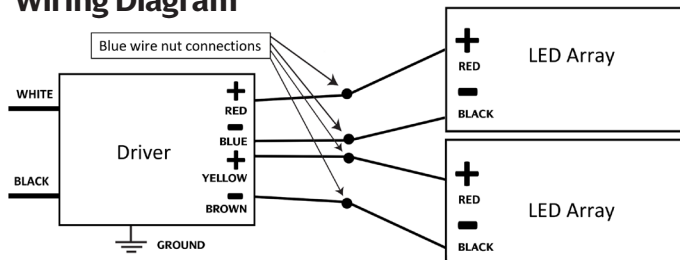 Wiring Diagram
Blue wire nut connections
WHITE
BLACK
Driver
+
RED
-
BLUE
+
YELLOW
-
BROWN
GROUND
+
RED
-
BLACK
LED Array
+
RED
-
BLACK
LED Array